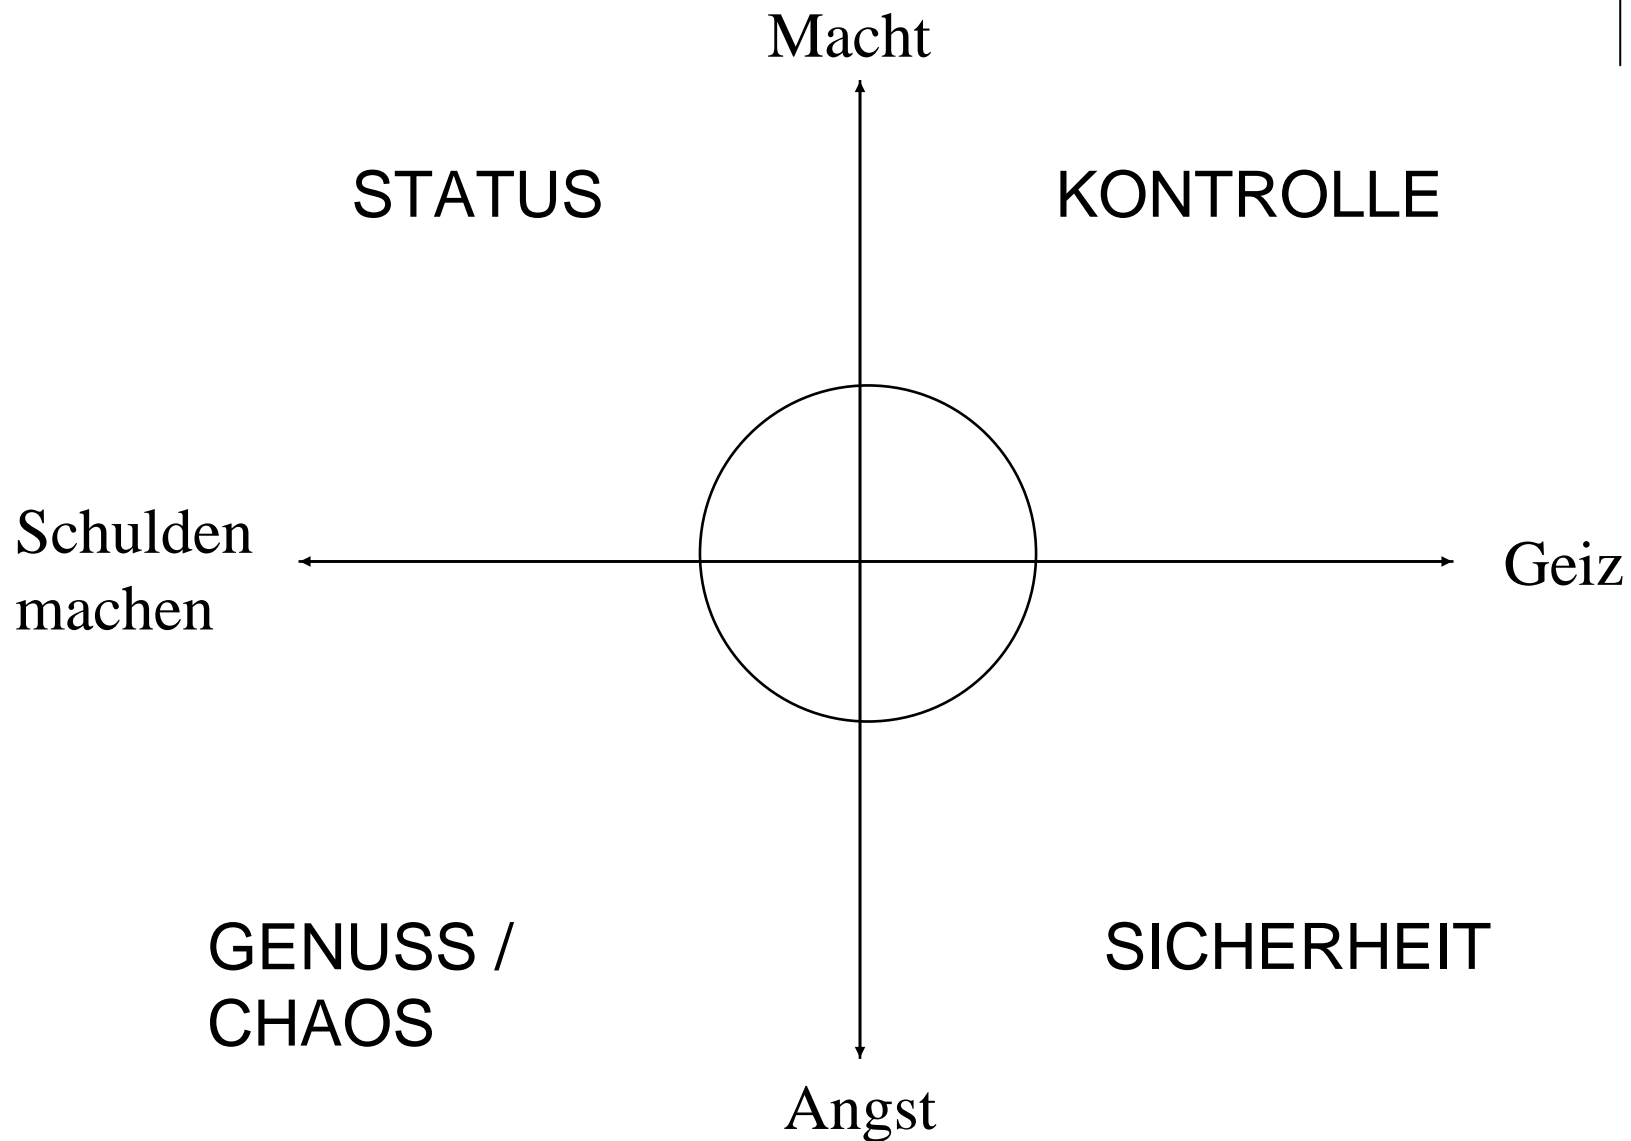 Macht
STATUS
KONTROLLE
Schulden
machen
Geiz
GENUSS /
CHAOS
SICHERHEIT
Angst